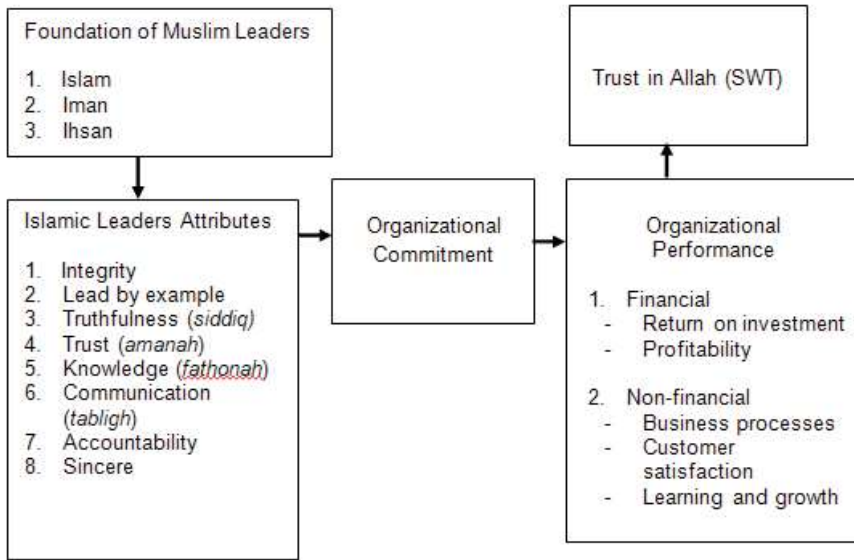 Foundation of Muslim Leaders
1. Islam
2. Iman
3. Ihsan
Trust in Allah (SWT)
Islamic Leaders Attributes
1. Integrity
2. Lead by example
3. Truthfulness (siddiq)
4. Trust (amanah)
5. Knowledge (fathonah)
6. Communication
(tabligh)
7. Accountability
8. Sincere
Organizational
Commitment
Organizational
Performance
1. Financial
- Return on investment
- Profitability
2. Non-financial
- Business processes
- Customer
satisfaction
- Learning and growth